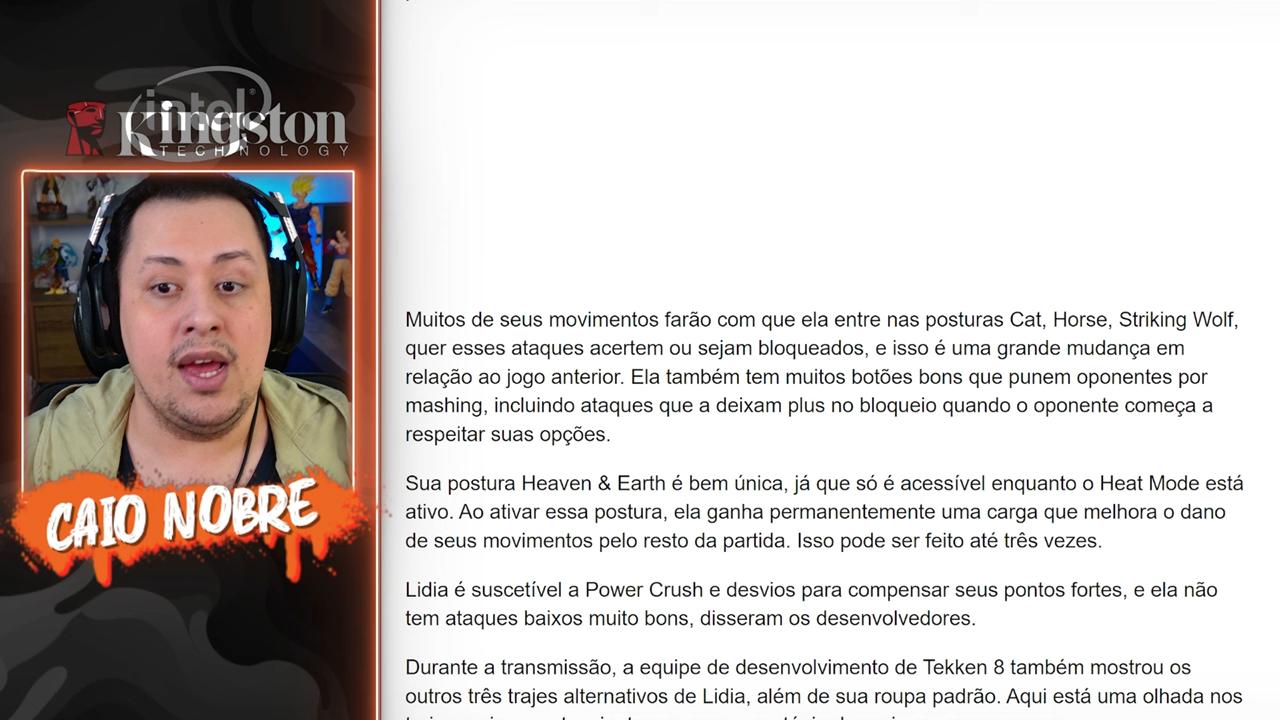 intel
Kingston
TECHNOLOGY
CAIO NOBRE
Muitos de seus movimentos farão com que ela entre nas posturas Cat, Horse, Striking Wolf,
quer esses ataques acertem ou sejam bloqueados, e isso é uma grande mudança em
relação ao jogo anterior. Ela também tem muitos botões bons que punem oponentes por
mashing, incluindo ataques que a deixam plus no bloqueio quando o oponente começa a
respeitar suas opções.
Sua postura Heaven & Earth é bem única, já que só é acessível enquanto o Heat Mode está
ativo. Ao ativar essa postura, ela ganha permanentemente uma carga que melhora o dano
de seus movimentos pelo resto da partida. Isso pode ser feito até três vezes.
Lidia é suscetível a Power Crush e desvios para compensar seus pontos fortes, e ela não
tem ataques baixos muito bons, disseram os desenvolvedores.
Durante a transmissão, a equipe de desenvolvimento de Tekken 8 também mostrou os
outros três trajes alternativos de Lidia, além de sua roupa padrão. Aqui está uma olhada nos